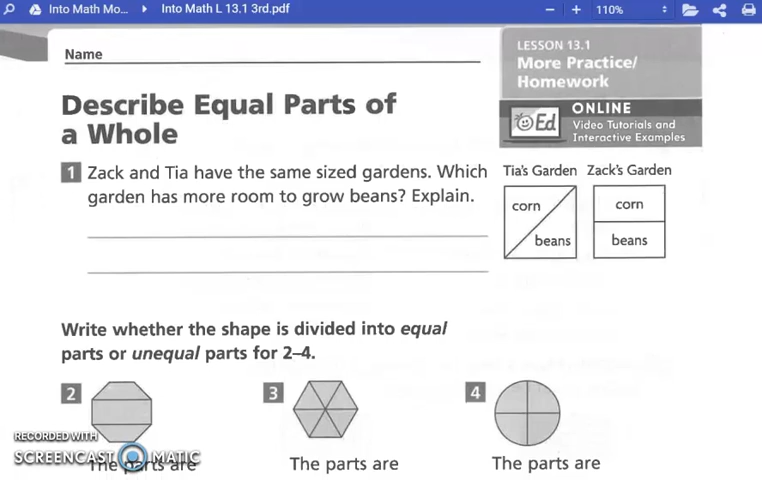 Into Math Mo... Into Math L 13.1 3rd.pdf
110%
Name
LESSON 13.1
More Practice/
Homework
Ed
ONLINE
Video Tutorials and
Interactive Examples
Describe Equal Parts of
a Whole
1 Zack and Tia have the same sized gardens. Which
garden has more room to grow beans? Explain.
Tia's Garden Zack's Garden
corn corn
beans beans
Write whether the shape is divided into equal
parts or unequal parts for 2–4.
2 3 4
RECORDED WITH
SCREENCAST MATIC
The parts are The parts are The parts are